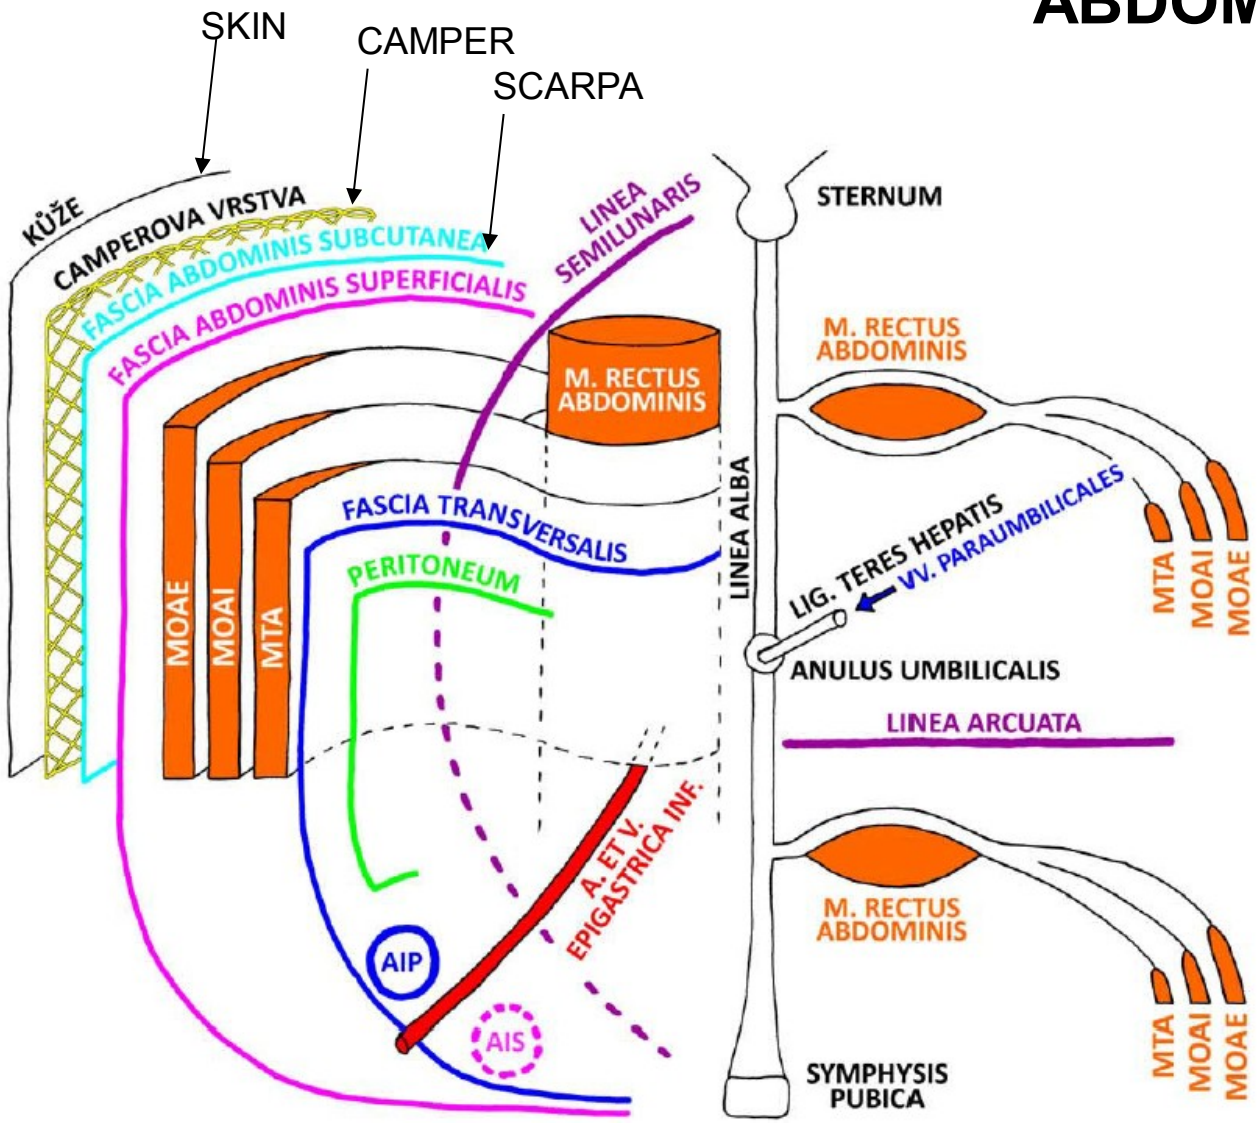 ABDOM
SKIN
CAMPER
SCARPA
KŮŽE
CAMPEROVA VRSTVA
FASCIA ABDOMINIS SUBCUTANEA
FASCIA ABDOMINIS SUPERFICIALIS
LINEA
SEMILUNARIS
STERNUM
M. RECTUS
ABDOMINIS
M. RECTUS
ABDOMINIS
LINEA ALBA
FASCIA TRANSVERSALIS
PERITONEUM
MOAE
MOAI
MTA
LIG. TERES HEPATIS
VV. PARAUMBILICALES
MTA
MOAI
MOAE
ANULUS UMBILICALIS
LINEA ARCUATA
A. ET V.
EPIGASTRICA INF.
AIP
AIS
M. RECTUS
ABDOMINIS
MTA
MOAI
MOAE
SYMPHYSIS
PUBICA